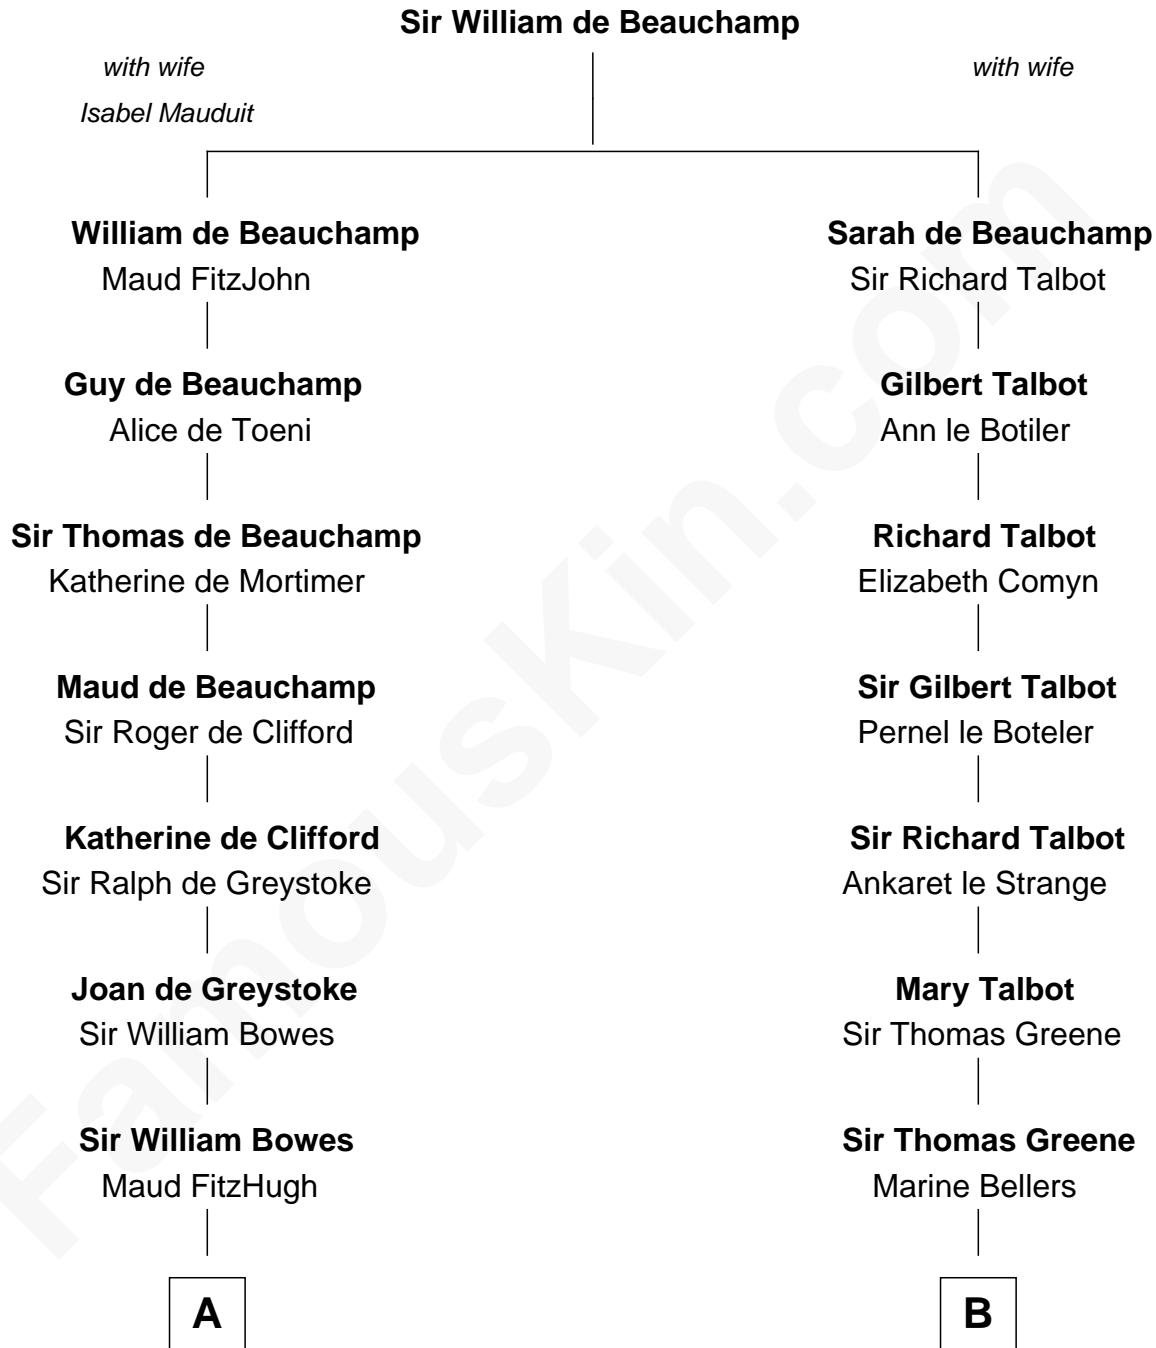 Sir William de Beauchamp
with wife
with wife
Isabel Mauduit
William de Beauchamp
Sarah de Beauchamp
Maud FitzJohn
Sir Richard Talbot
Guy de Beauchamp
Gilbert Talbot
Alice de Toeni
Ann le Botiler
Sir Thomas de Beauchamp
Richard Talbot
Katherine de Mortimer
Elizabeth Comyn
Maud de Beauchamp
Sir Gilbert Talbot
Sir Roger de Clifford
Pernel le Boteler
Katherine de Clifford
Sir Richard Talbot
Sir Ralph de Greystoke
Ankaret le Strange
Joan de Greystoke
Mary Talbot
Sir William Bowes
Sir Thomas Greene
Sir William Bowes
Sir Thomas Greene
Maud FitzHugh
Marine Bellers
A
B
FamousKin.com